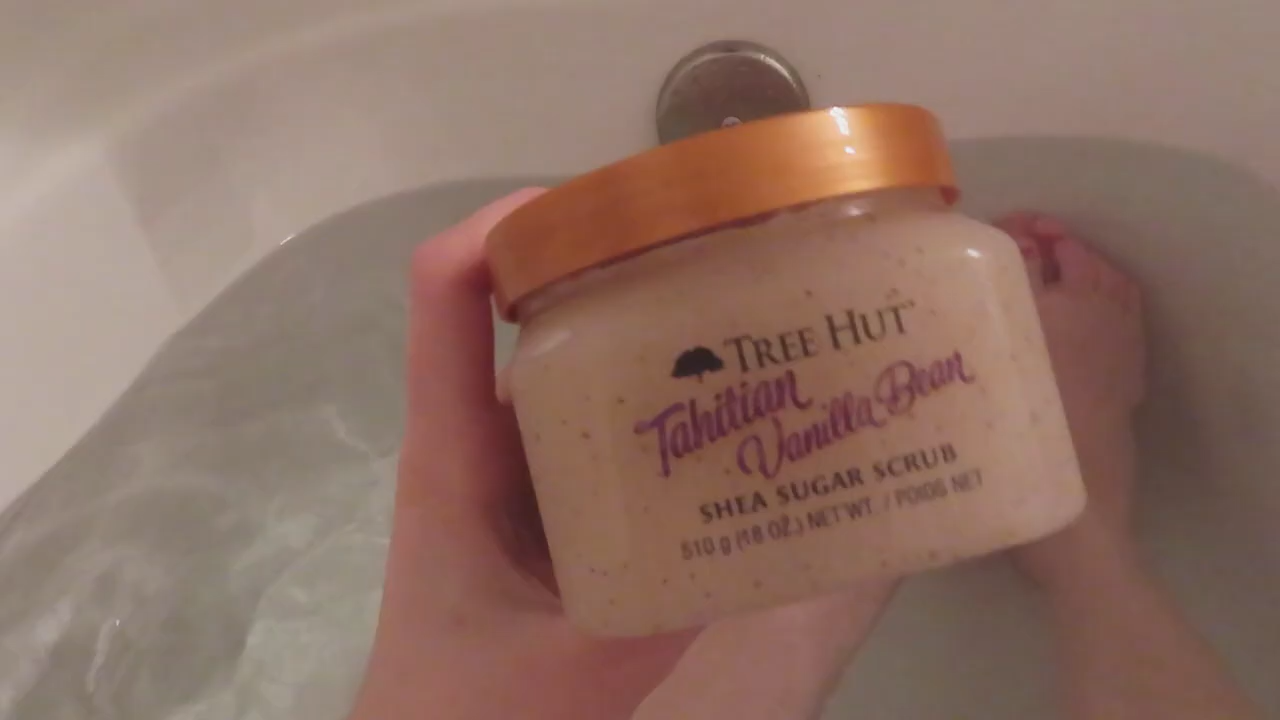 TREE HUT
Tahitian
Vanilla Bean
SHEA SUGAR SCRUB
510 g (18 OZ.) NET WT. / POIDS NET